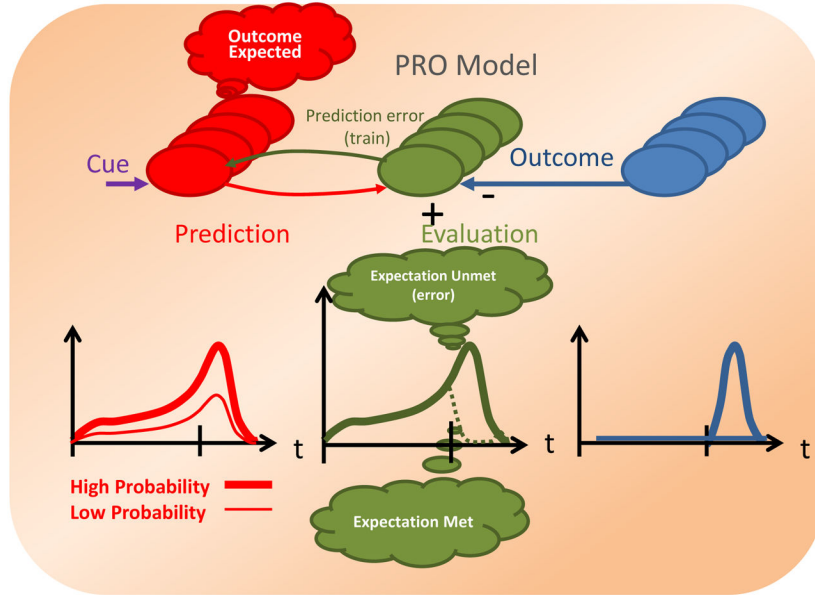 Outcome
Expected
PRO Model
Prediction error
(train)
Cue
Outcome
+
-
Prediction
Evaluation
Expectation Unmet
(error)
t
t
t
High Probability
Low Probability
Expectation Met